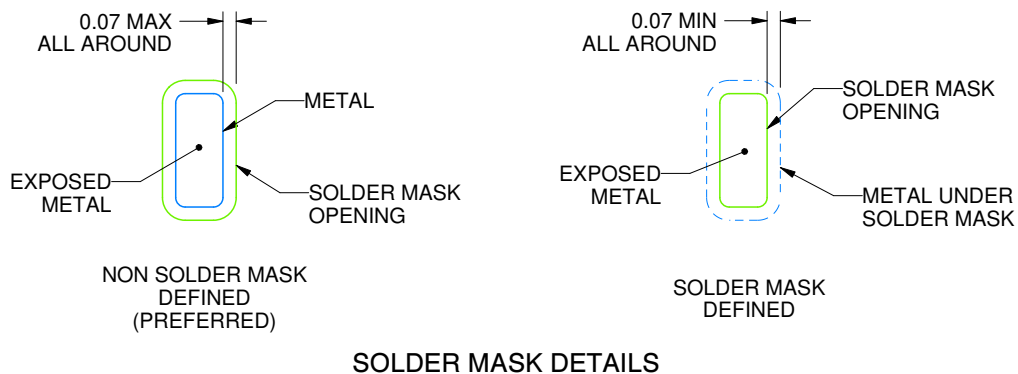 0.07 MAX
ALL AROUND
METAL
EXPOSED
METAL
SOLDER MASK
OPENING
NON SOLDER MASK
DEFINED
(PREFERRED)
0.07 MIN
ALL AROUND
SOLDER MASK
OPENING
EXPOSED
METAL
METAL UNDER
SOLDER MASK
SOLDER MASK
DEFINED
SOLDER MASK DETAILS